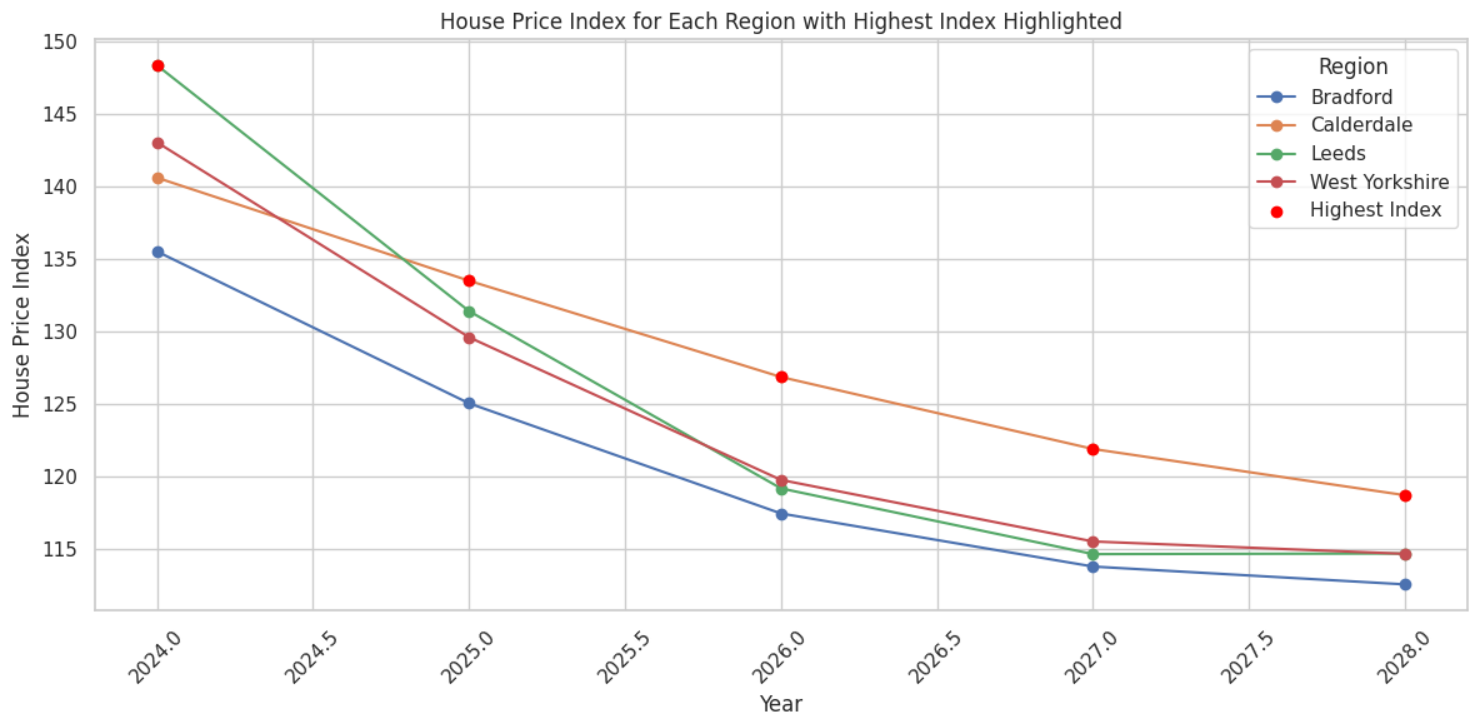 House Price Index for Each Region with Highest Index Highlighted
150
145
140
135
130
125
120
115
House Price Index
Region
Bradford
Calderdale
Leeds
West Yorkshire
Highest Index
2024.0
2024.5
2025.0
2025.5
2026.0
2026.5
2027.0
2027.5
2028.0
Year